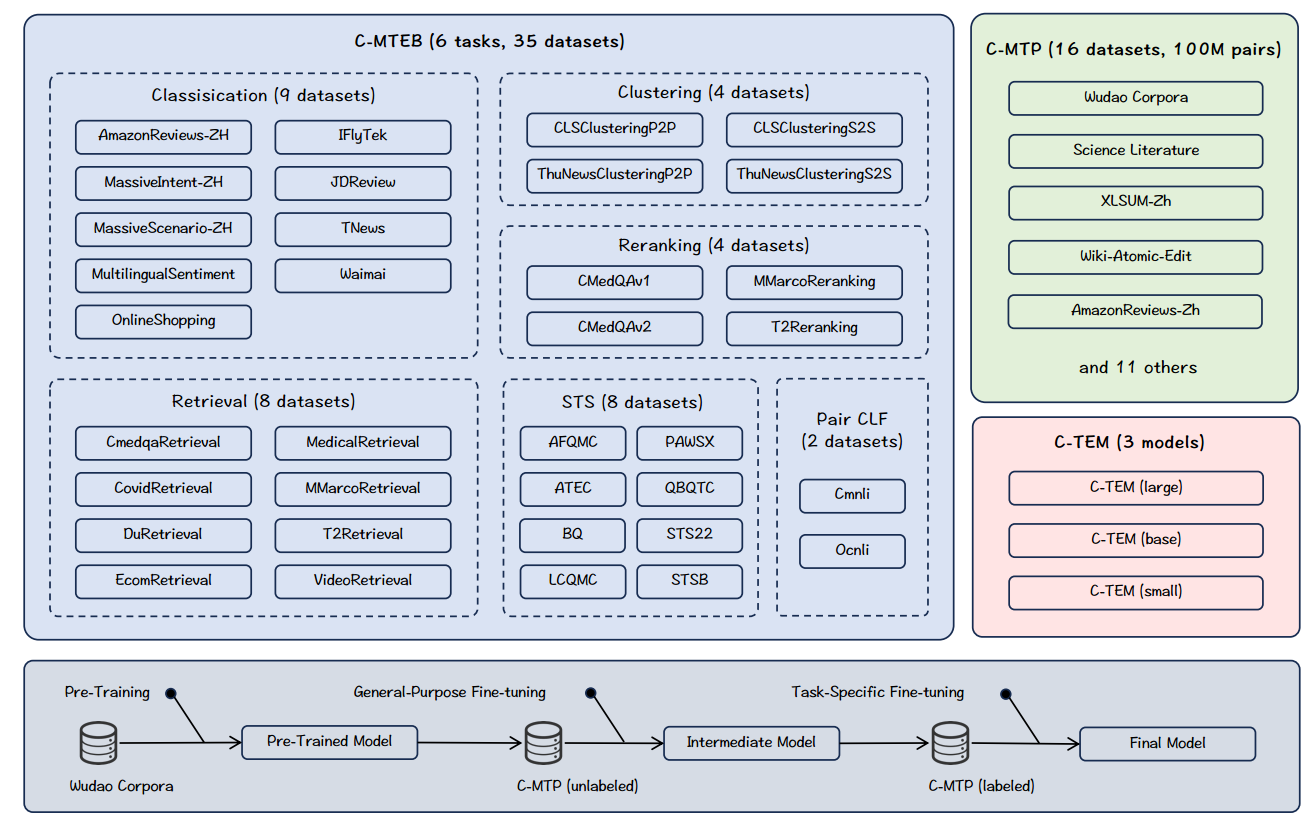 C-MTEB (6 tasks, 35 datasets)
Classisication (9 datasets)
AmazonReviews-ZH
IFlyTek
MassiveIntent-ZH
JDReview
MassiveScenario-ZH
TNews
MultilingualSentiment
Waimai
OnlineShopping
Clustering (4 datasets)
CLSClusteringP2P
CLSClusteringS2S
ThuNewsClusteringP2P
ThuNewsClusteringS2S
Reranking (4 datasets)
CMedQAv1
MMarcoReranking
CMedQAv2
T2Reranking
Retrieval (8 datasets)
CmedqaRetrieval
MedicalRetrieval
CovidRetrieval
MMarcoRetrieval
DuRetrieval
T2Retrieval
EcomRetrieval
VideoRetrieval
STS (8 datasets)
AFQMC
PAWSX
ATEC
QBQTC
BQ
STS22
LCQMC
STSB
Pair CLF
(2 datasets)
Cmnli
Ocnli
C-MTP (16 datasets, 100M pairs)
Wudao Corpora
Science Literature
XLSUM-Zh
Wiki-Atomic-Edit
AmazonReviews-Zh
and 11 others
C-TEM (3 models)
C-TEM (large)
C-TEM (base)
C-TEM (small)
Pre-Training
General-Purpose Fine-tuning
Task-Specific Fine-tuning
Pre-Trained Model
Intermediate Model
Final Model
Wudao Corpora
C-MTP (unlabeled)
C-MTP (labeled)